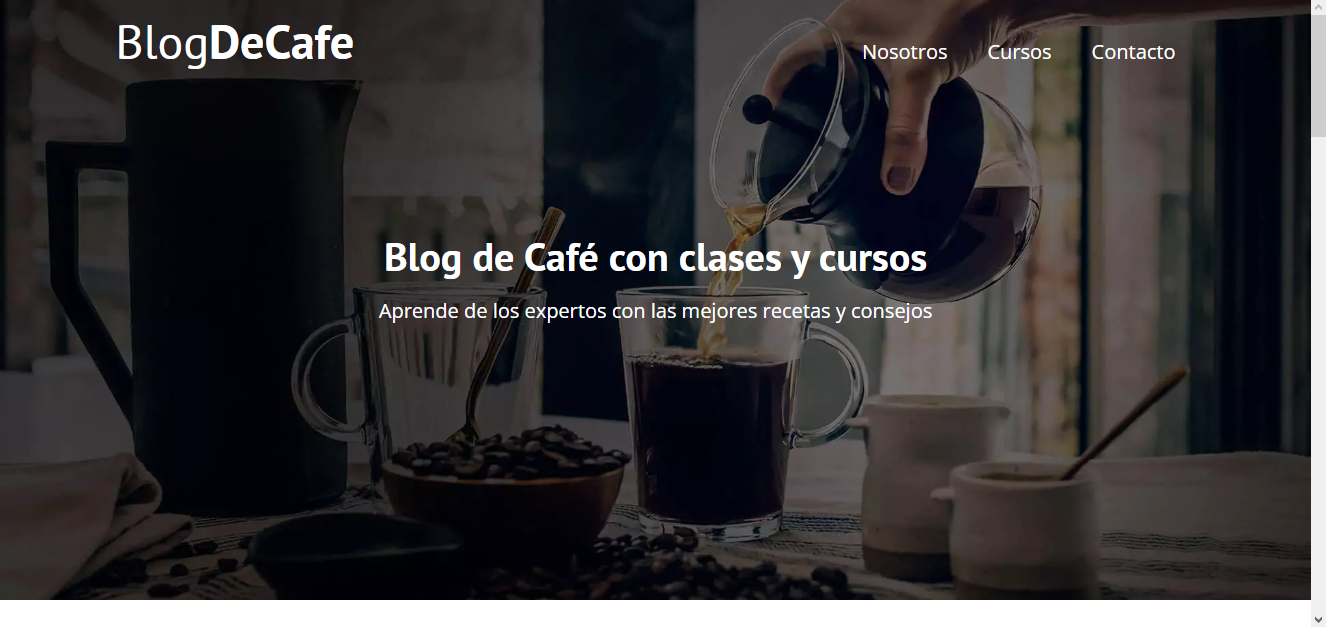 BlogDeCafe
Nosotros Cursos Contacto
Blog de Café con clases y cursos
Aprende de los expertos con las mejores recetas y consejos